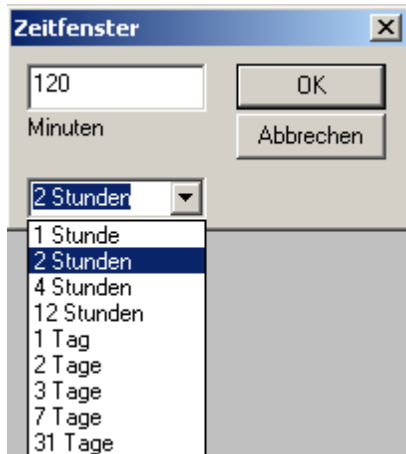 Zeitfenster
120
OK
Minuten
Abbrechen
2 Stunden
1 Stunde
2 Stunden
4 Stunden
12 Stunden
1 Tag
2 Tage
3 Tage
7 Tage
31 Tage